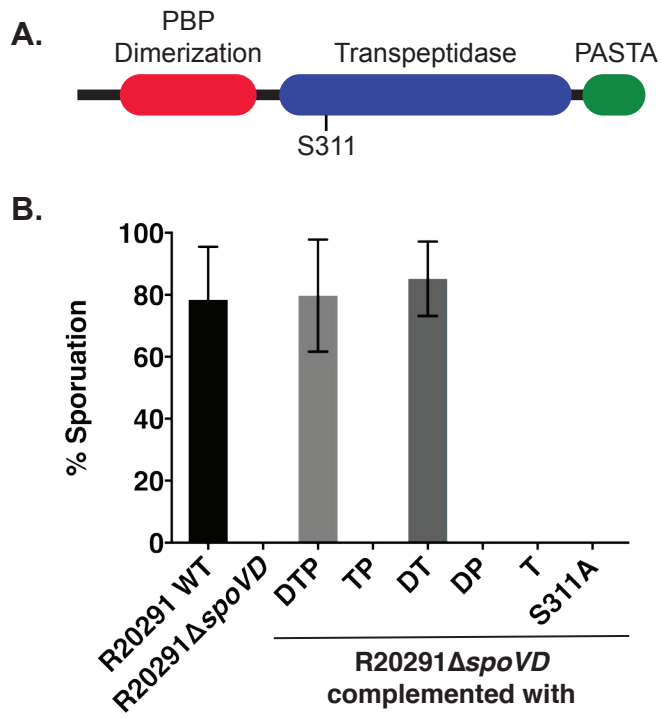 A.
PBP
Dimerization
Transpeptidase
PASTA
S311
B.
100
80
60
40
20
0
% Sporuation
R20291 WT
R20291ΔspoVD
DTP
TP
DT
DP
T
S311A
R20291ΔspoVD
complemented with